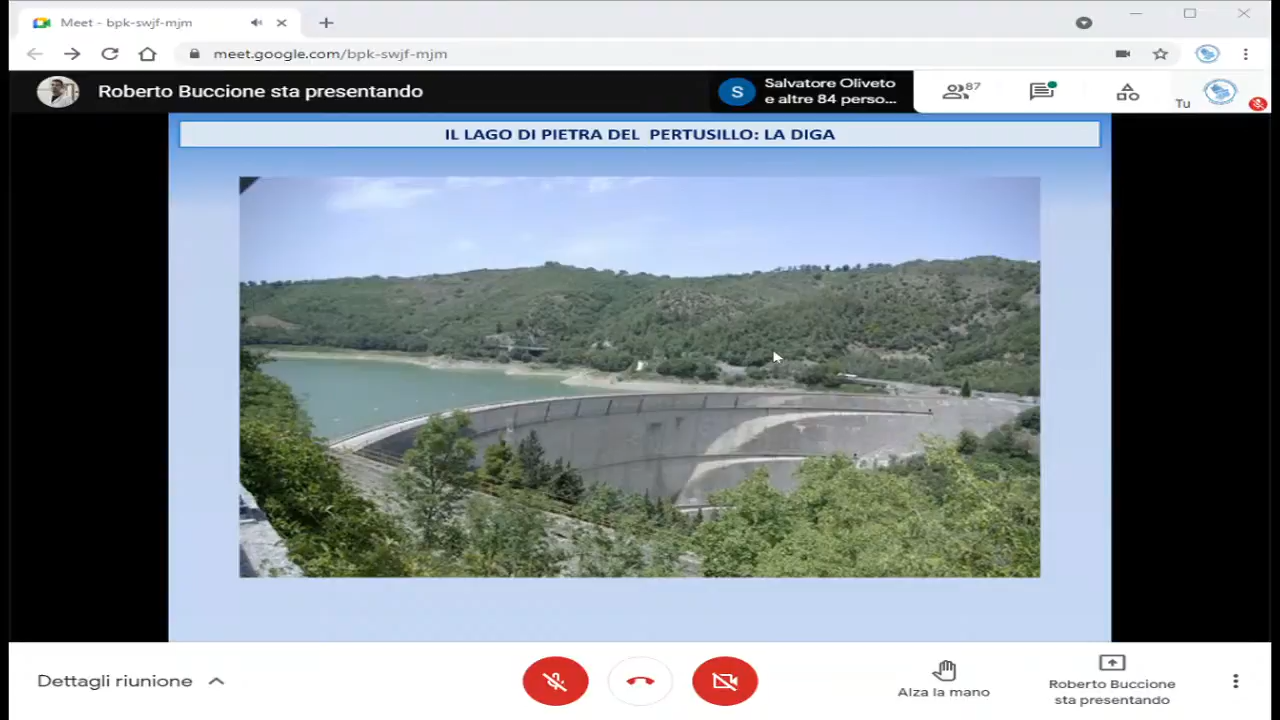 Meet - bpk-swjf-mjm
meet.google.com/bpk-swjf-mjm
Roberto Buccione sta presentando
S
Salvatore Oliveto
e altre 84 perso...
87
Tu
IL LAGO DI PIETRA DEL PERTUSILLO: LA DIGA
Dettagli riunione
Alza la mano
Roberto Buccione
sta presentando